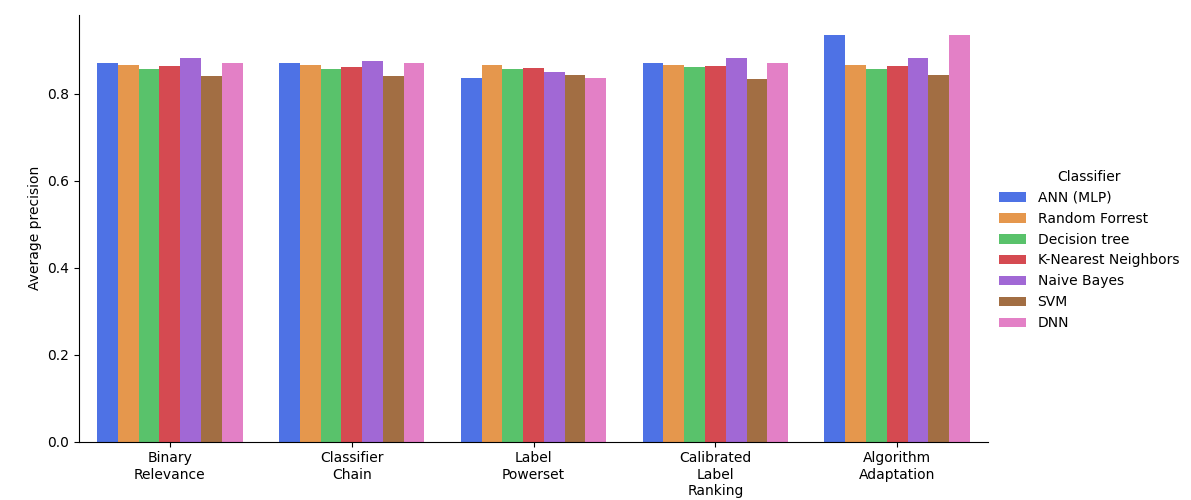 Average precision
0.8
0.6
0.4
0.2
0.0
Binary
Relevance
Classifier
Chain
Label
Powerset
Calibrated
Label
Ranking
Algorithm
Adaptation
Classifier
ANN (MLP)
Random Forrest
Decision tree
K-Nearest Neighbors
Naive Bayes
SVM
DNN